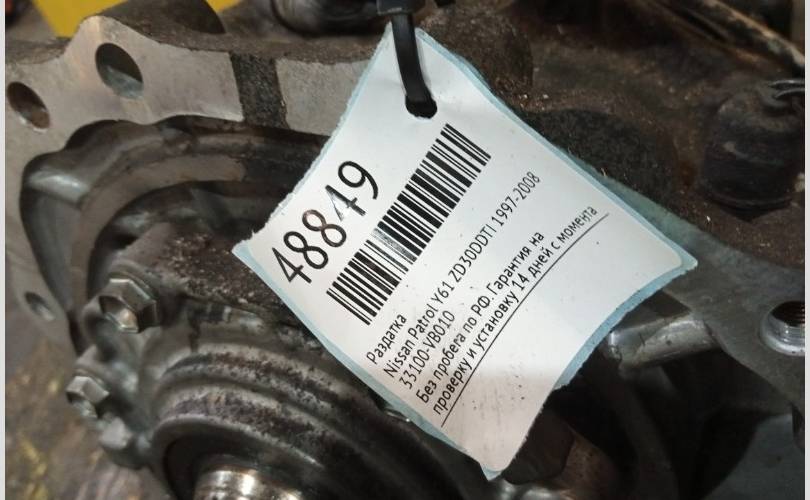 48849
Раздатка
Nissan Patrol Y61 ZD30DDTI 1997-2008
33100-VB010
Без пробега по РФ. Гарантия на
проверку и установку 14 дней с момента